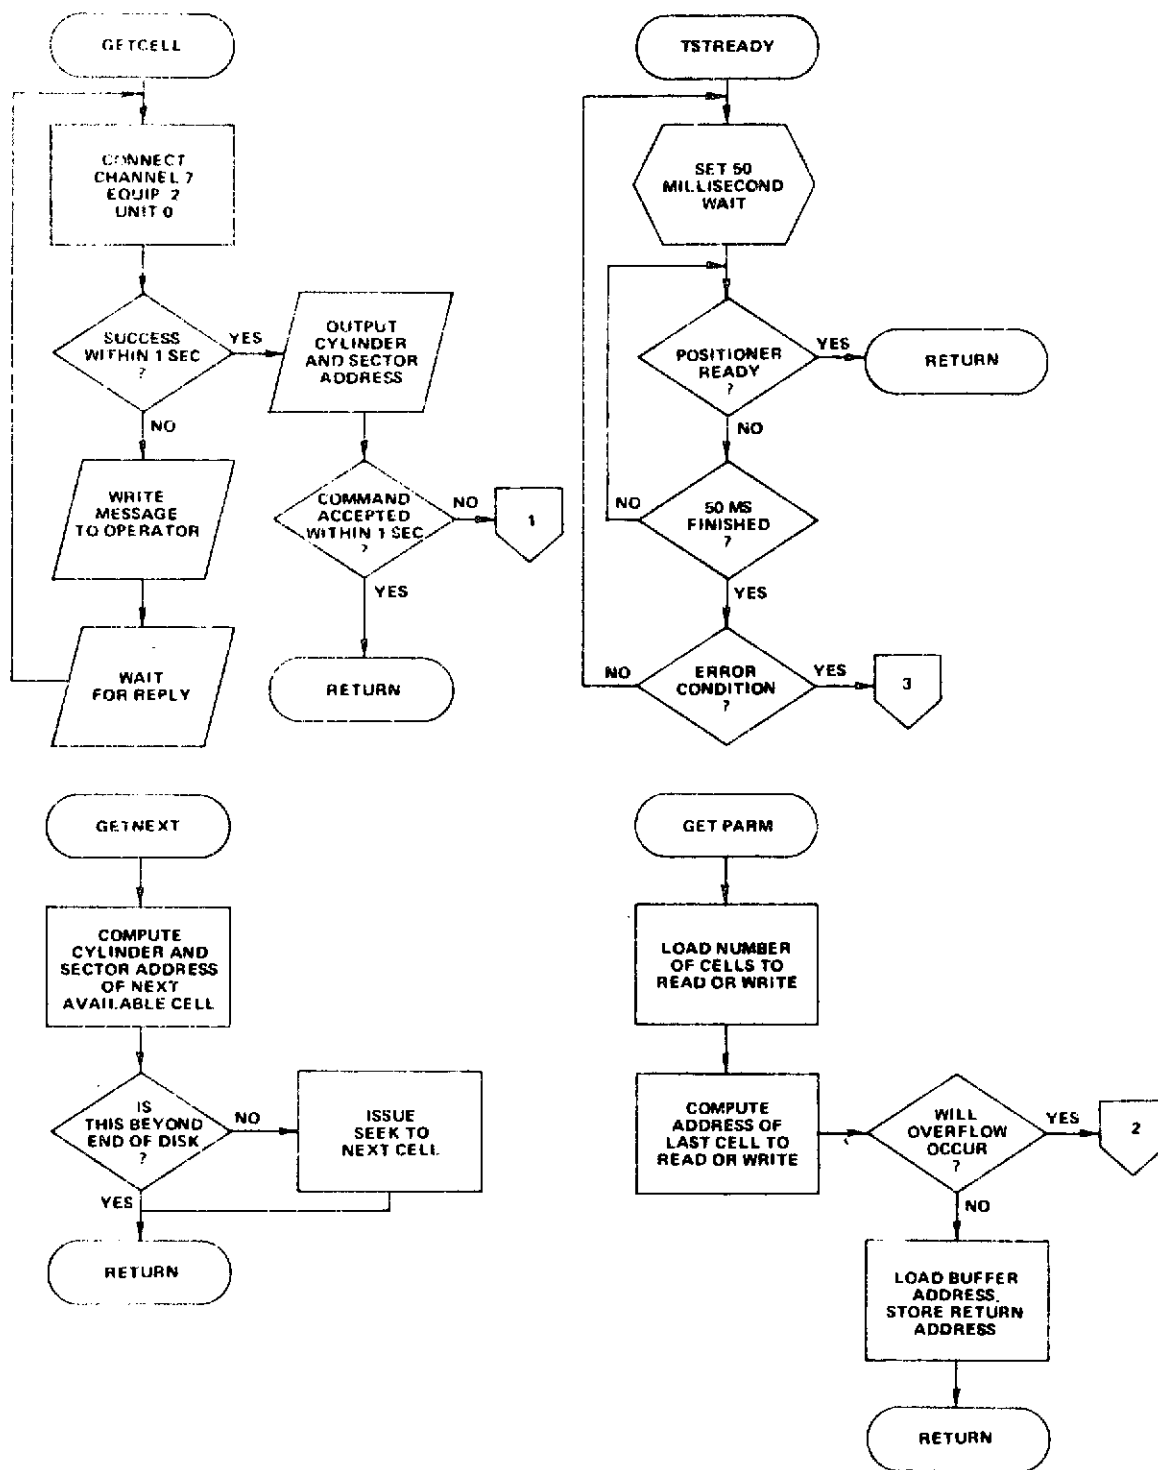 GETCELL
CONNECT
CHANNEL 7
EQUIP 2
UNIT 0
SUCCESS
WITHIN 1 SEC
?
YES
NO
OUTPUT
CYLINDER
AND SECTOR
ADDRESS
WRITE
MESSAGE
TO OPERATOR
COMMAND
ACCEPTED
WITHIN 1 SEC
?
NO
1
YES
WAIT
FOR REPLY
RETURN
TSTREADY
SET 50
MILLISECOND
WAIT
POSITIONER
READY
?
YES
RETURN
NO
50 MS
FINISHED
?
NO
YES
ERROR
CONDITION
?
NO
YES
3
GETNEXT
COMPUTE
CYLINDER AND
SECTOR ADDRESS
OF NEXT
AVAILABLE CELL
IS
THIS BEYOND
END OF DISK
?
NO
ISSUE
SEEK TO
NEXT CELL
YES
RETURN
GET PARM
LOAD NUMBER
OF CELLS TO
READ OR WRITE
COMPUTE
ADDRESS OF
LAST CELL TO
READ OR WRITE
WILL
OVERFLOW
OCCUR
?
YES
2
NO
LOAD BUFFER
ADDRESS.
STORE RETURN
ADDRESS
RETURN